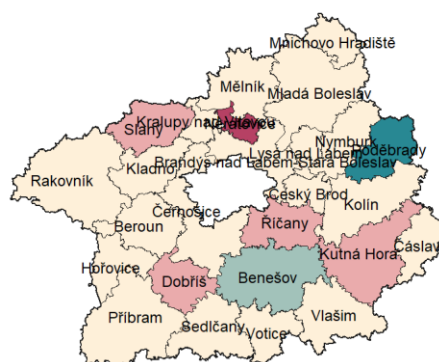 Mnichovo Hradiště
Mělník
Mladá Boleslav
Kralupy nad Vltavou
Slaný
Neratovice
Nymburk
Poděbrady
Lysá nad Labem
Brandýs nad Labem-Stará Boleslav
Kladno
Rakovník
Český Brod
Kolín
Černošice
Beroun
Říčany
Kutná Hora
Čáslav
Hořovice
Dobříš
Benešov
Příbram
Sedlčany
Votice
Vlašim